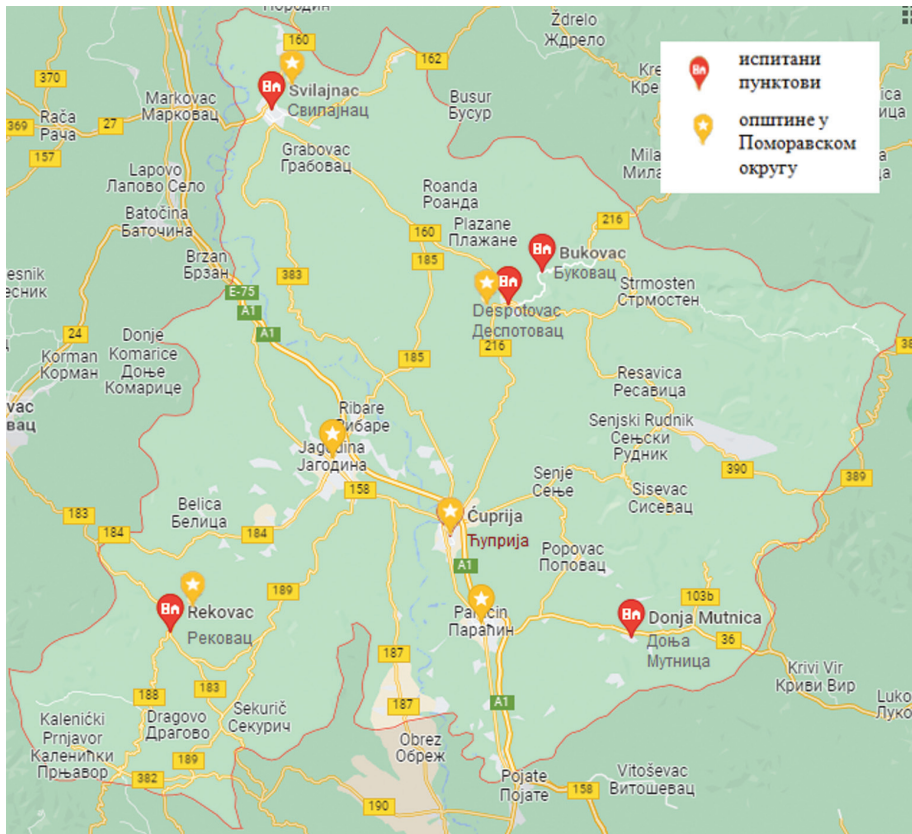 Породин
160
Ždrelo
Ждрело
162
испитани
пунктови
општине у
Поморавском
округу
370
Rača
Рача
369
27
157
Markovac
Марковац
Svilajnac
Свилајнац
Busur
Бусур
Grabovac
Грабовац
Lapovo
Лапово Село
Batočina
Баточина
Roanda
Роанда
Plazane
Плажане
160
185
216
Bukovac
Буковац
Brzan
Брзан
383
E-75
A1
A1
Despotovac
Деспотовац
216
Strmosten
Стрмостен
24
Korman
Корман
Donje
Komarice
Доње
Комарице
185
Resavica
Ресавица
Ribare
Рибаре
Jagodina
Јагодина
Senjski Rudnik
Сењски
Рудник
390
389
158
Senje
Сење
Sisevac
Сисевац
Belica
Белица
183
184
184
Ćuprija
Ћуприја
A1
Popovac
Поповац
189
103b
Rekovac
Рековац
Paraćin
Параћин
Donja Mutnica
Доња
Мутница
36
Krivi Vir
Криви Вир
187
188
183
Dragovo
Драгово
Sekurič
Секурич
187
A1
Kalenički
Prnjavor
Каленићки
Прњавор
189
382
Obrez
Обреж
Pojate
Појате
Vitoševac
Витошевац
158
190